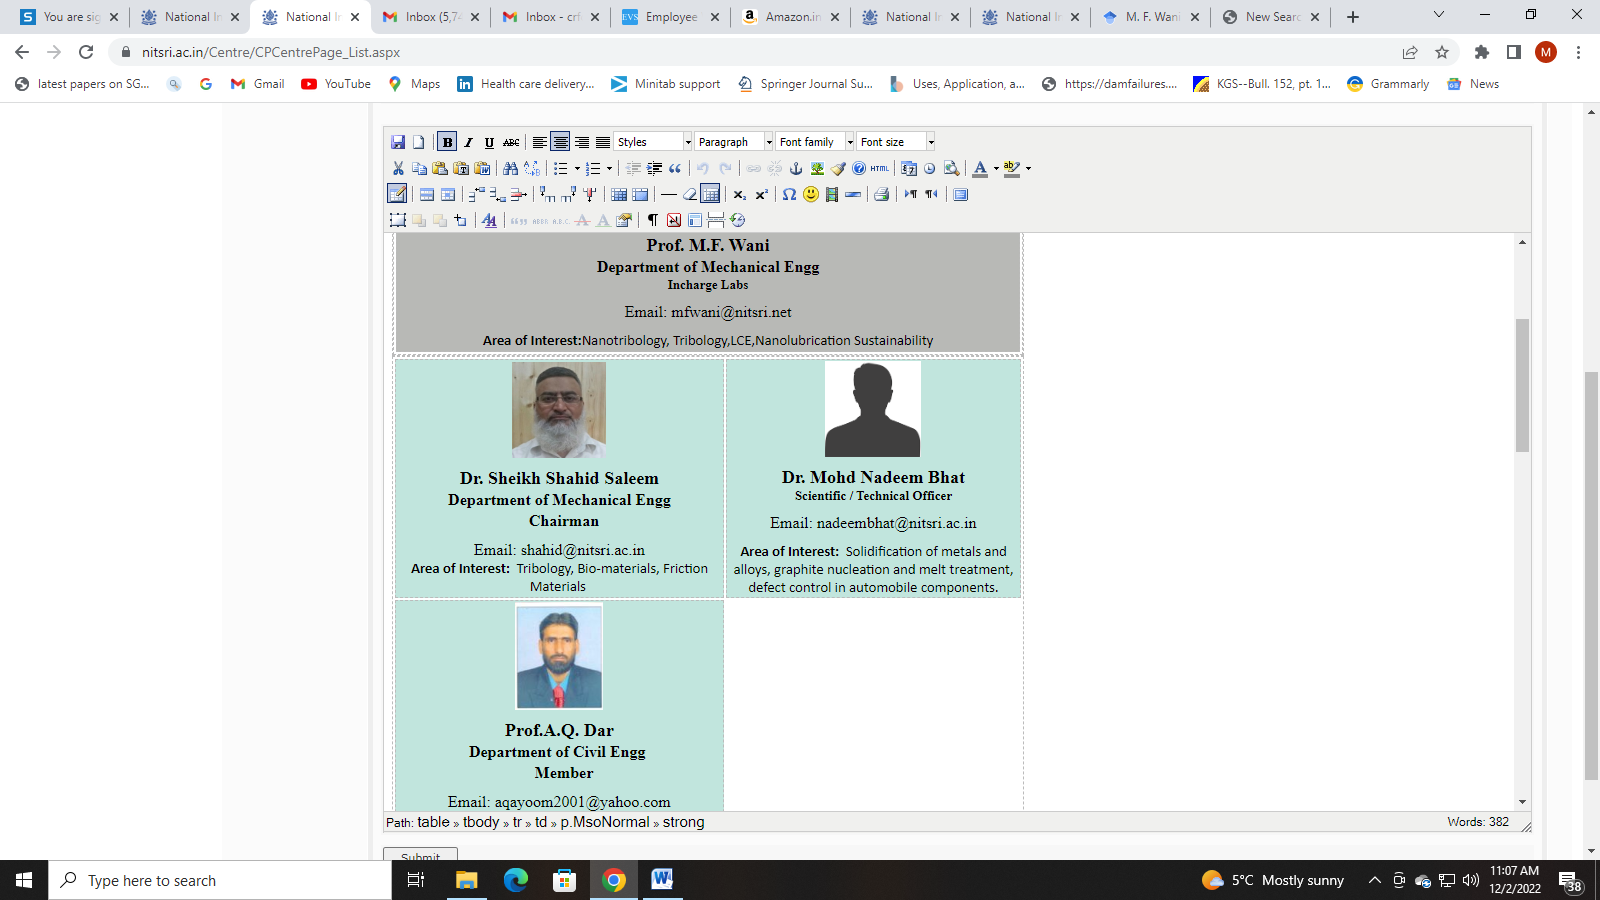 You are sig
National In
National In
Inbox (5,74
Inbox - crf
EVS Employee
Amazon.in
National In
National In
M. F. Wani
New Searc
nitsri.ac.in/Centre/CPCentrePage_List.aspx
M
latest papers on SG...
Gmail
YouTube
Maps
Health care delivery...
Minitab support
Springer Journal Su...
Uses, Application, a...
https://damfailures....
KGS--Bull. 152, pt. 1...
Grammarly
News
B I U ABC Styles Paragraph Font family Font size
HTML
Prof. M.F. Wani
Department of Mechanical Engg
Incharge Labs
Email: mfwani@nitsri.net
Area of Interest:Nanotribology, Tribology,LCE,Nanolubrication Sustainability
Dr. Sheikh Shahid Saleem
Department of Mechanical Engg
Chairman
Email: shahid@nitsri.ac.in
Area of Interest: Tribology, Bio-materials, Friction
Materials
Dr. Mohd Nadeem Bhat
Scientific / Technical Officer
Email: nadeembhat@nitsri.ac.in
Area of Interest: Solidification of metals and
alloys, graphite nucleation and melt treatment,
defect control in automobile components.
Prof.A.Q. Dar
Department of Civil Engg
Member
Email: aqayoom2001@yahoo.com
Path: table » tbody » tr » td » p.MsoNormal » strong
Words: 382
Submit
Type here to search
5°C Mostly sunny
11:07 AM
12/2/2022
38